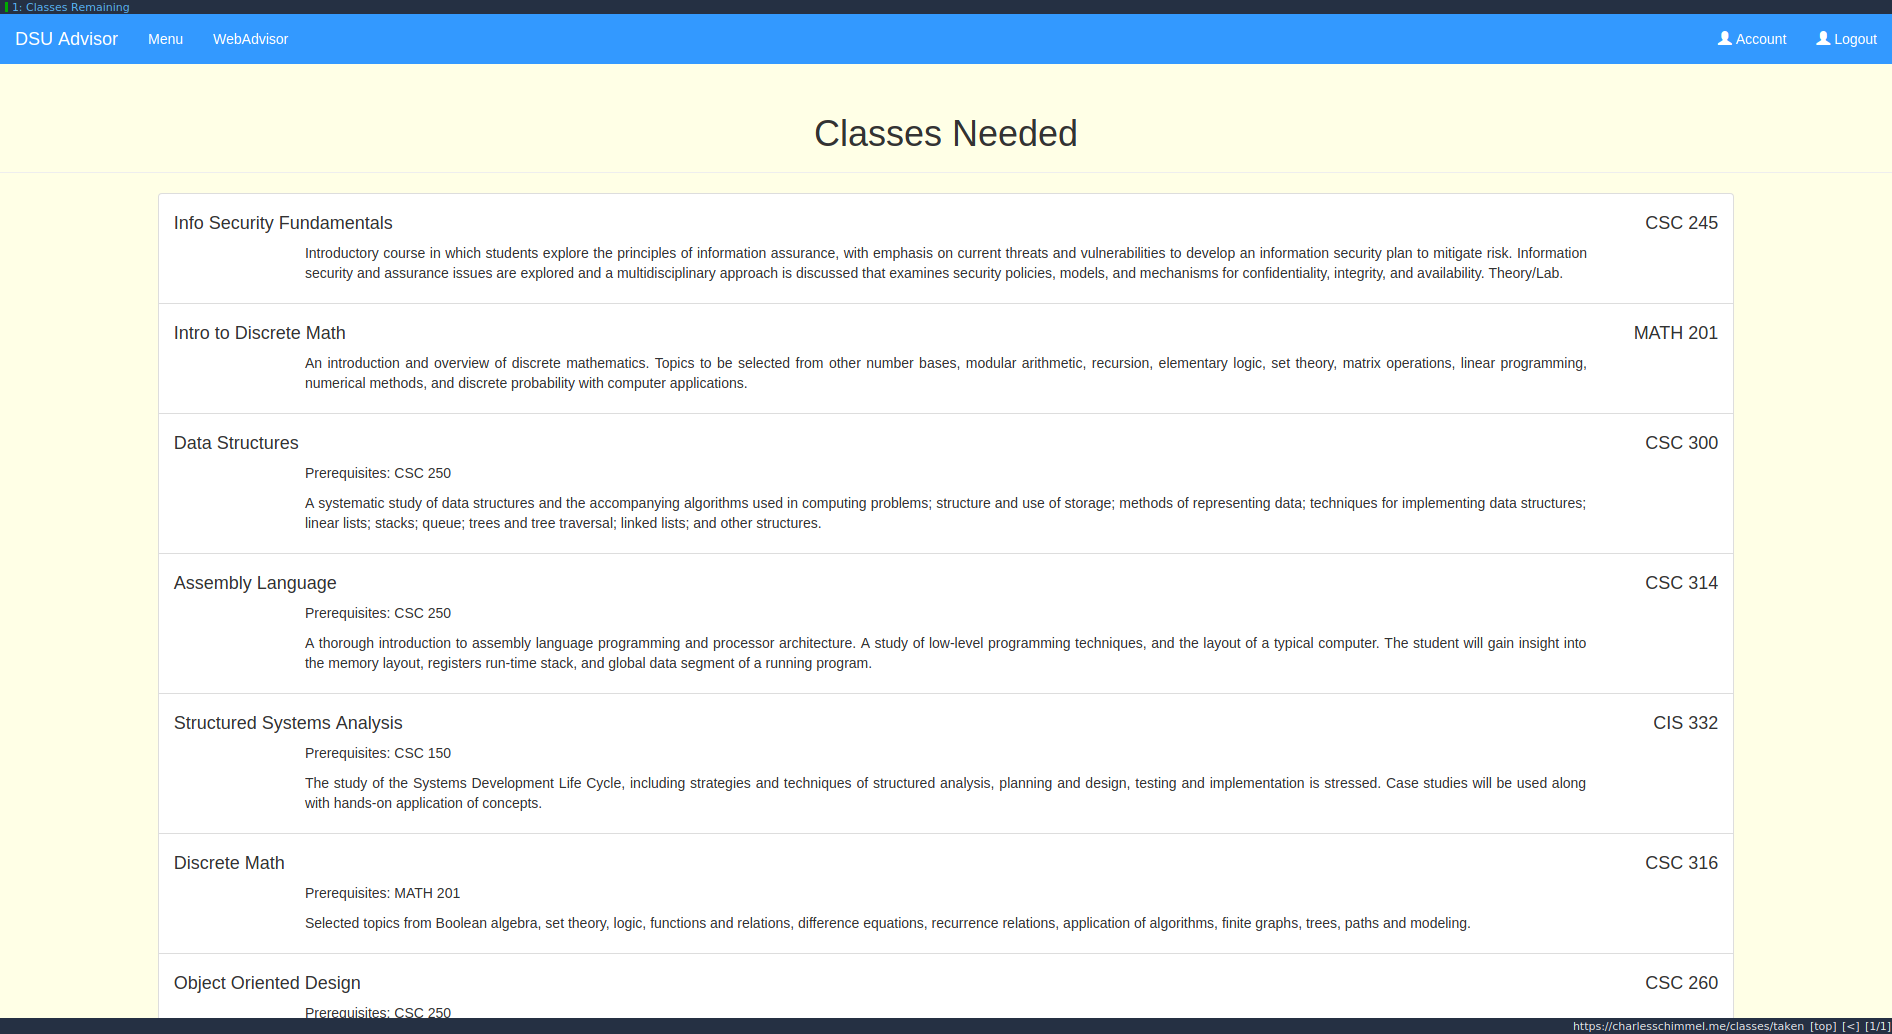 1: Classes Remaining
DSU Advisor Menu WebAdvisor Account Logout
Classes Needed
Info Security Fundamentals CSC 245
Introductory course in which students explore the principles of information assurance, with emphasis on current threats and vulnerabilities to develop an information security plan to mitigate risk. Information
security and assurance issues are explored and a multidisciplinary approach is discussed that examines security policies, models, and mechanisms for confidentiality, integrity, and availability. Theory/Lab.
Intro to Discrete Math MATH 201
An introduction and overview of discrete mathematics. Topics to be selected from other number bases, modular arithmetic, recursion, elementary logic, set theory, matrix operations, linear programming,
numerical methods, and discrete probability with computer applications.
Data Structures CSC 300
Prerequisites: CSC 250
A systematic study of data structures and the accompanying algorithms used in computing problems; structure and use of storage; methods of representing data; techniques for implementing data structures;
linear lists; stacks; queue; trees and tree traversal; linked lists; and other structures.
Assembly Language CSC 314
Prerequisites: CSC 250
A thorough introduction to assembly language programming and processor architecture. A study of low-level programming techniques, and the layout of a typical computer. The student will gain insight into
the memory layout, registers run-time stack, and global data segment of a running program.
Structured Systems Analysis CIS 332
Prerequisites: CSC 150
The study of the Systems Development Life Cycle, including strategies and techniques of structured analysis, planning and design, testing and implementation is stressed. Case studies will be used along
with hands-on application of concepts.
Discrete Math CSC 316
Prerequisites: MATH 201
Selected topics from Boolean algebra, set theory, logic, functions and relations, difference equations, recurrence relations, application of algorithms, finite graphs, trees, paths and modeling.
Object Oriented Design CSC 260
Prerequisites: CSC 250
https://charlesschimmel.me/classes/taken [top] [<] [1/1]